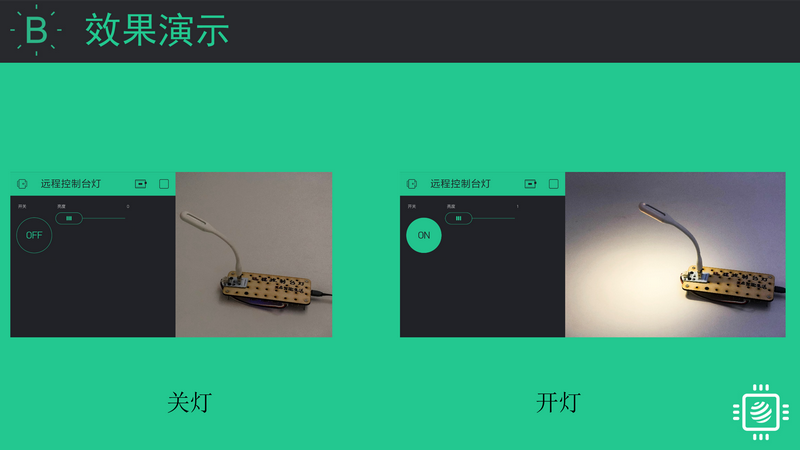 B 效果演示
远程控制台灯
开关 亮度 0
OFF
远程控制台灯
开关 亮度 1
ON
关灯
开灯